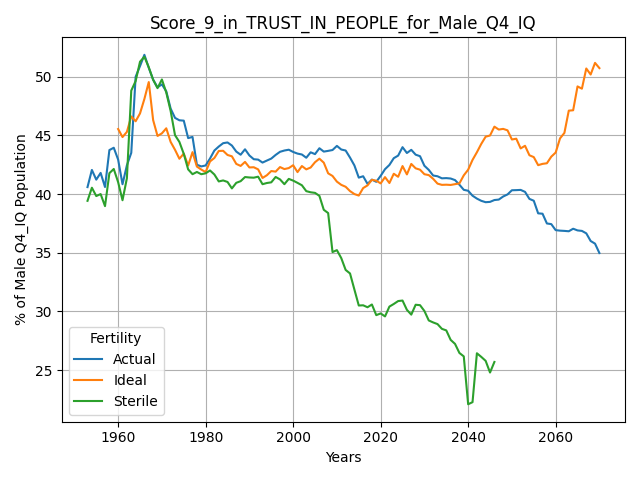 Score_9_in_TRUST_IN_PEOPLE_for_Male_Q4_IQ
% of Male Q4_IQ Population
50
45
40
35
30
25
Fertility
Actual
Ideal
Sterile
1960 1980 2000 2020 2040 2060
Years